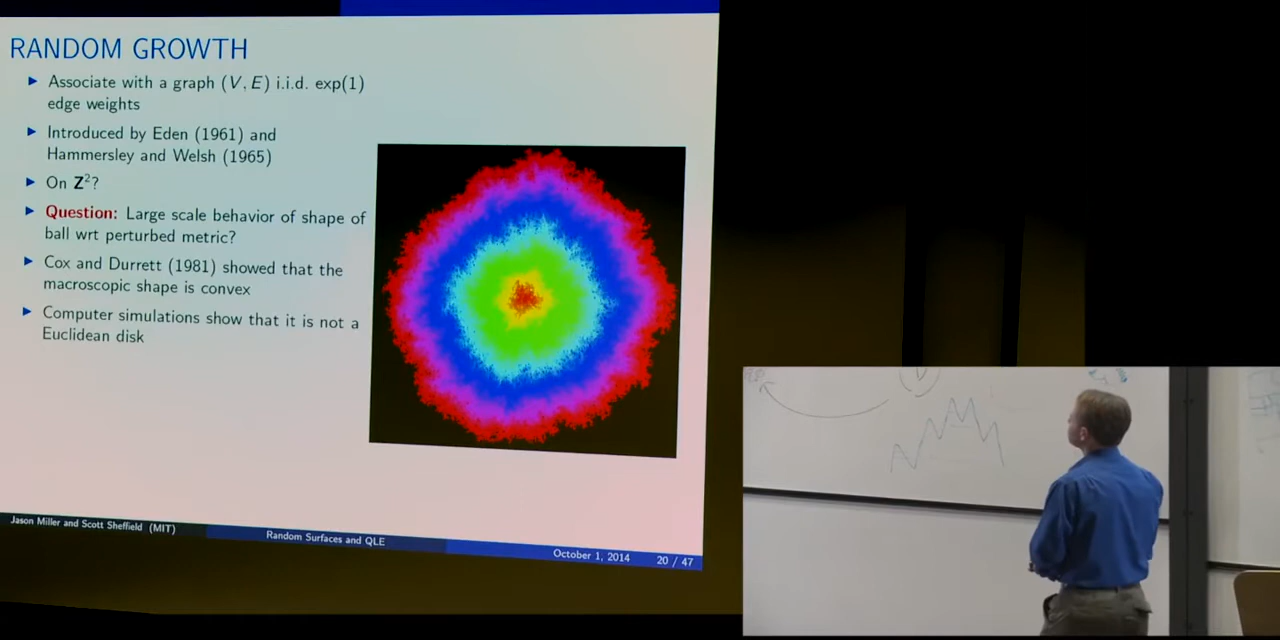 RANDOM GROWTH
Associate with a graph (V, E) i.i.d. exp(1)
edge weights
Introduced by Eden (1961) and
Hammersley and Welsh (1965)
On Z²?
Question: Large scale behavior of shape of
ball wrt perturbed metric?
Cox and Durrett (1981) showed that the
macroscopic shape is convex
Computer simulations show that it is not a
Euclidean disk
Jason Miller and Scott Sheffield (MIT)
Random Surfaces and QLE
October 1, 2014
20 / 47